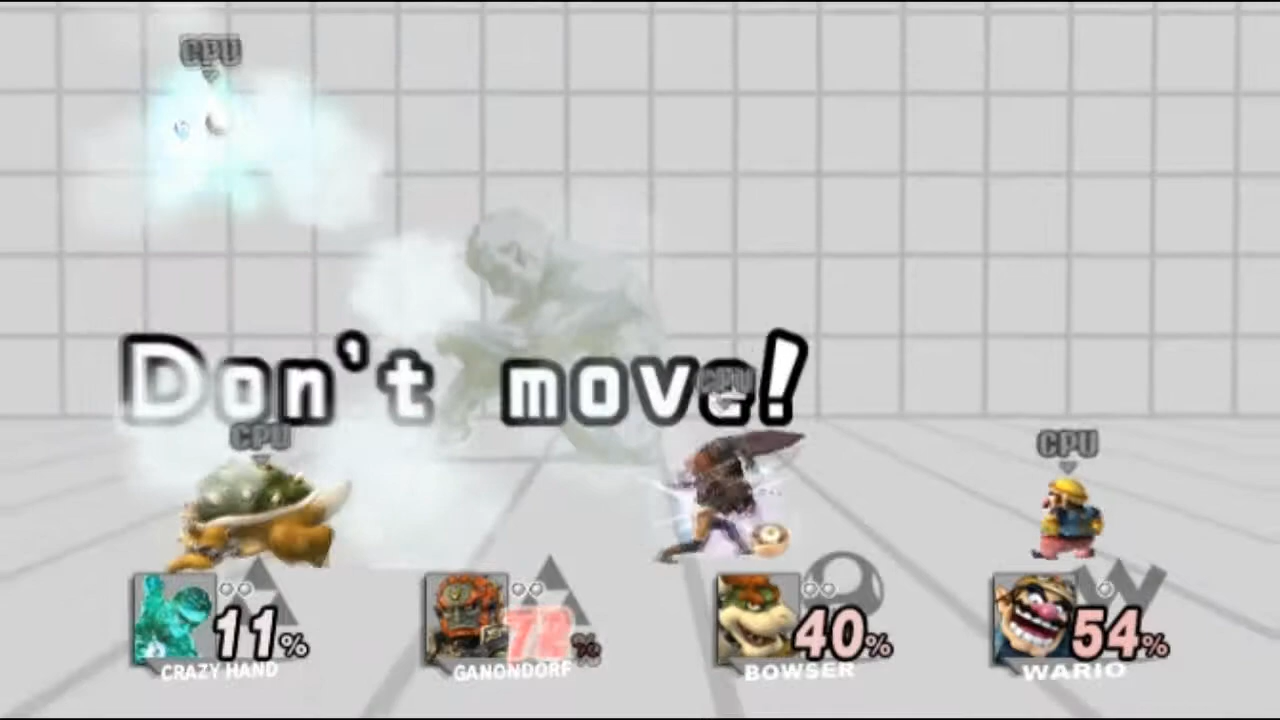 CPU
Don't move!
CPU
CPU
CPU
11%
72%
40%
54%
CRAZY HAND
GANONDORF
BOWSER
WARIO